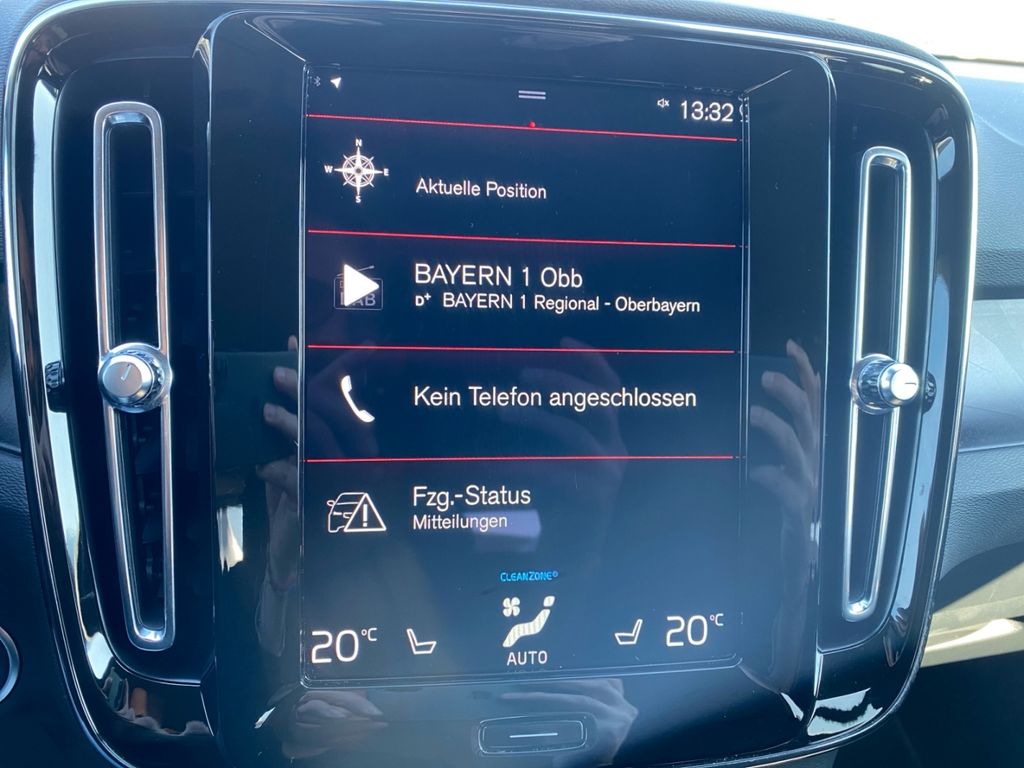 13:32
N
W E
S
Aktuelle Position
DAB
BAYERN 1 Obb
D+ BAYERN 1 Regional - Oberbayern
Kein Telefon angeschlossen
Fzg.-Status
Mitteilungen
CLEANZONE®
20°C
20°C
AUTO